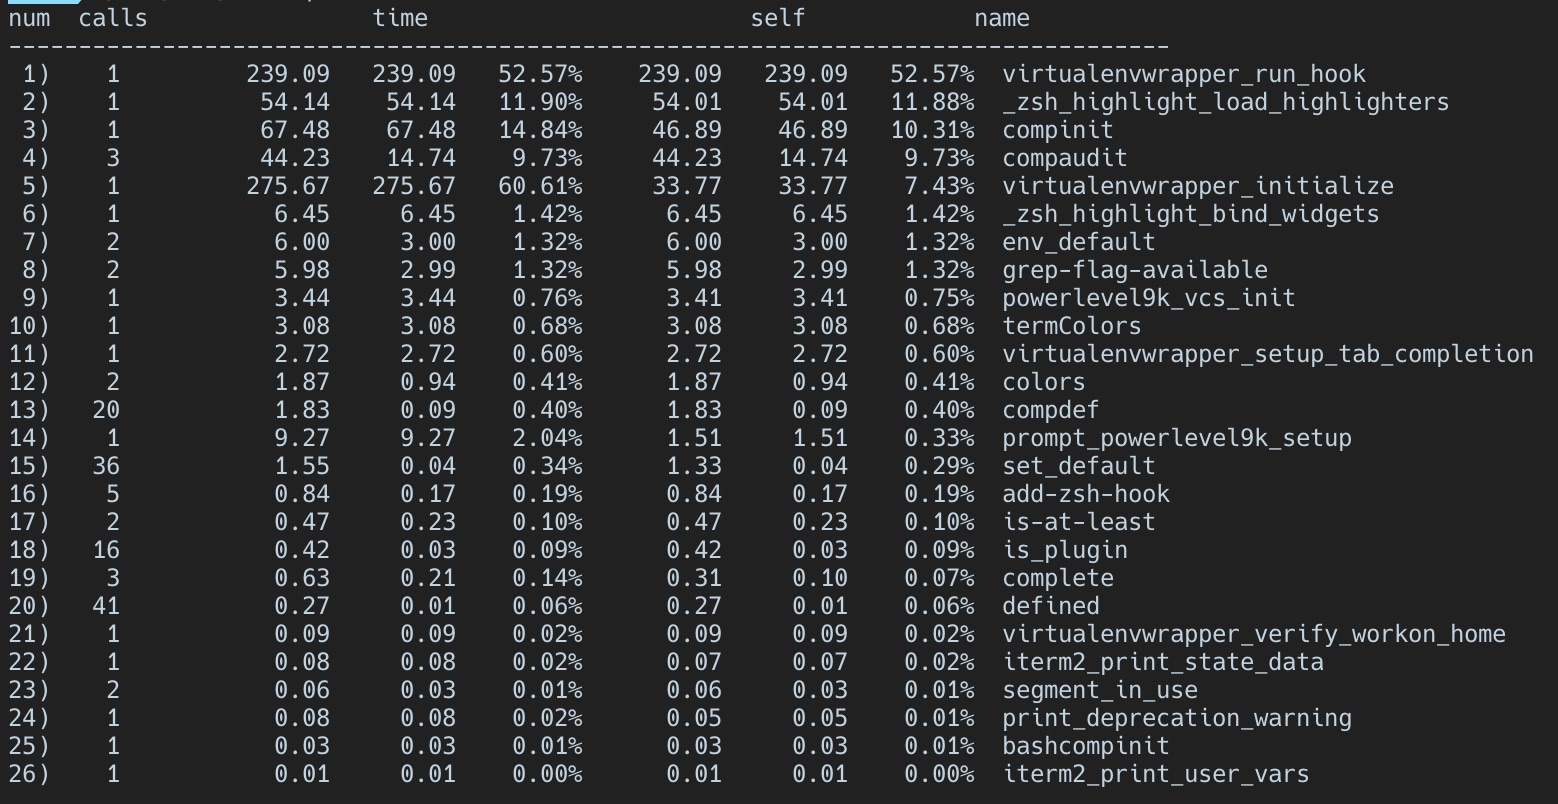 num  calls                time                       self            name
-----------------------------------------------------------------------------------
 1)    1         239.09   239.09   52.57%    239.09   239.09   52.57%  virtualenvwrapper_run_hook
 2)    1          54.14    54.14   11.90%     54.01    54.01   11.88%  _zsh_highlight_load_highlighters
 3)    1          67.48    67.48   14.84%     46.89    46.89   10.31%  compinit
 4)    3          44.23    14.74    9.73%     44.23    14.74    9.73%  compaudit
 5)    1         275.67   275.67   60.61%     33.77    33.77    7.43%  virtualenvwrapper_initialize
 6)    1           6.45     6.45    1.42%      6.45     6.45    1.42%  _zsh_highlight_bind_widgets
 7)    2           6.00     3.00    1.32%      6.00     3.00    1.32%  env_default
 8)    2           5.98     2.99    1.32%      5.98     2.99    1.32%  grep-flag-available
 9)    1           3.44     3.44    0.76%      3.41     3.41    0.75%  powerlevel9k_vcs_init
10)    1           3.08     3.08    0.68%      3.08     3.08    0.68%  termColors
11)    1           2.72     2.72    0.60%      2.72     2.72    0.60%  virtualenvwrapper_setup_tab_completion
12)    2           1.87     0.94    0.41%      1.87     0.94    0.41%  colors
13)   20           1.83     0.09    0.40%      1.83     0.09    0.40%  compdef
14)    1           9.27     9.27    2.04%      1.51     1.51    0.33%  prompt_powerlevel9k_setup
15)   36           1.55     0.04    0.34%      1.33     0.04    0.29%  set_default
16)    5           0.84     0.17    0.19%      0.84     0.17    0.19%  add-zsh-hook
17)    2           0.47     0.23    0.10%      0.47     0.23    0.10%  is-at-least
18)   16           0.42     0.03    0.09%      0.42     0.03    0.09%  is_plugin
19)    3           0.63     0.21    0.14%      0.31     0.10    0.07%  complete
20)   41           0.27     0.01    0.06%      0.27     0.01    0.06%  defined
21)    1           0.09     0.09    0.02%      0.09     0.09    0.02%  virtualenvwrapper_verify_workon_home
22)    1           0.08     0.08    0.02%      0.07     0.07    0.02%  iterm2_print_state_data
23)    2           0.06     0.03    0.01%      0.06     0.03    0.01%  segment_in_use
24)    1           0.08     0.08    0.02%      0.05     0.05    0.01%  print_deprecation_warning
25)    1           0.03     0.03    0.01%      0.03     0.03    0.01%  bashcompinit
26)    1           0.01     0.01    0.00%      0.01     0.01    0.00%  iterm2_print_user_vars